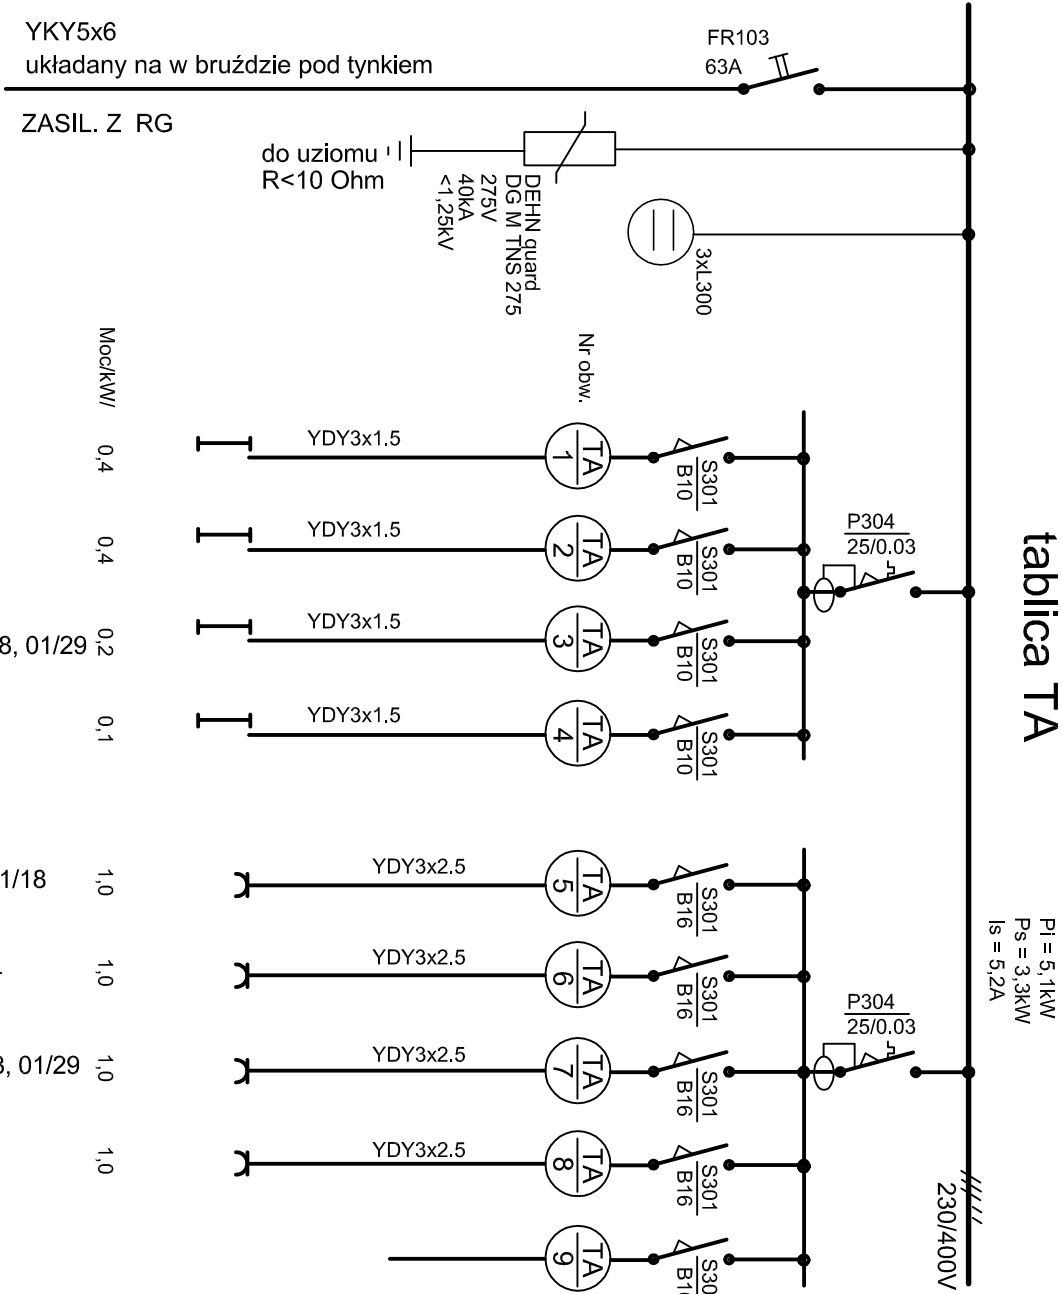 YKY5x6
układany na w bruździe pod tynkiem
ZASIL. Z RG
FR103
63A
do uziomu
R<10 Ohm
DEHN quard
DG M TNS 275
275V
40kA
<1,25kV
3xL300
tablica TA
Pi = 5,1kW
Ps = 3,3kW
Is = 5,2A
230/400V
Moc/kW/
Nr obw.
0,4
YDY3x1.5
TA
1
S301
B10
0,4
YDY3x1.5
TA
2
S301
B10
P304
25/0.03
8, 01/29
0,2
YDY3x1.5
TA
3
S301
B10
0,1
YDY3x1.5
TA
4
S301
B10
1/18
1,0
YDY3x2.5
TA
5
S301
B16
1,0
YDY3x2.5
TA
6
S301
B16
P304
25/0.03
3, 01/29
1,0
YDY3x2.5
TA
7
S301
B16
1,0
YDY3x2.5
TA
8
S301
B16
TA
9
S30